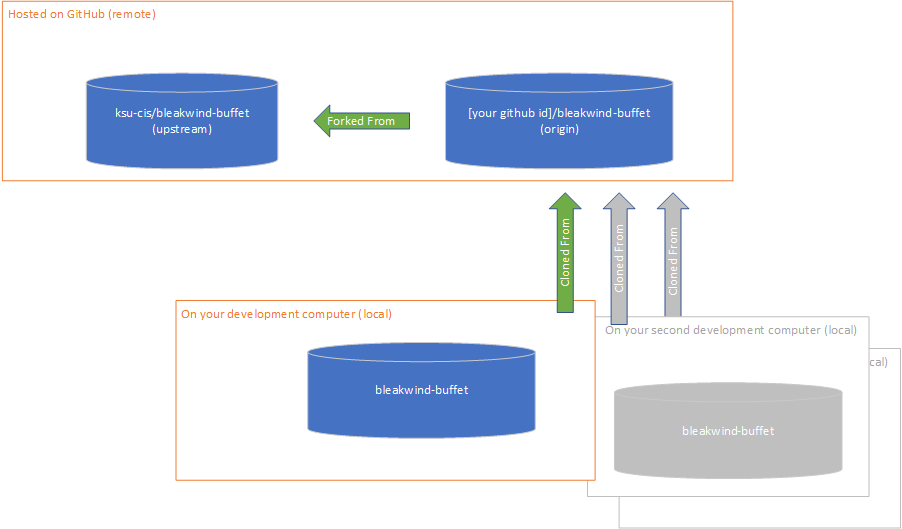 Hosted on GitHub (remote)
ksu-cis/bleakwind-buffet
(upstream)
Forked From
[your github id]/bleakwind-buffet
(origin)
Cloned From
Cloned From
Cloned From
On your development computer (local)
bleakwind-buffet
On your second development computer (local)
bleakwind-buffet
cal)